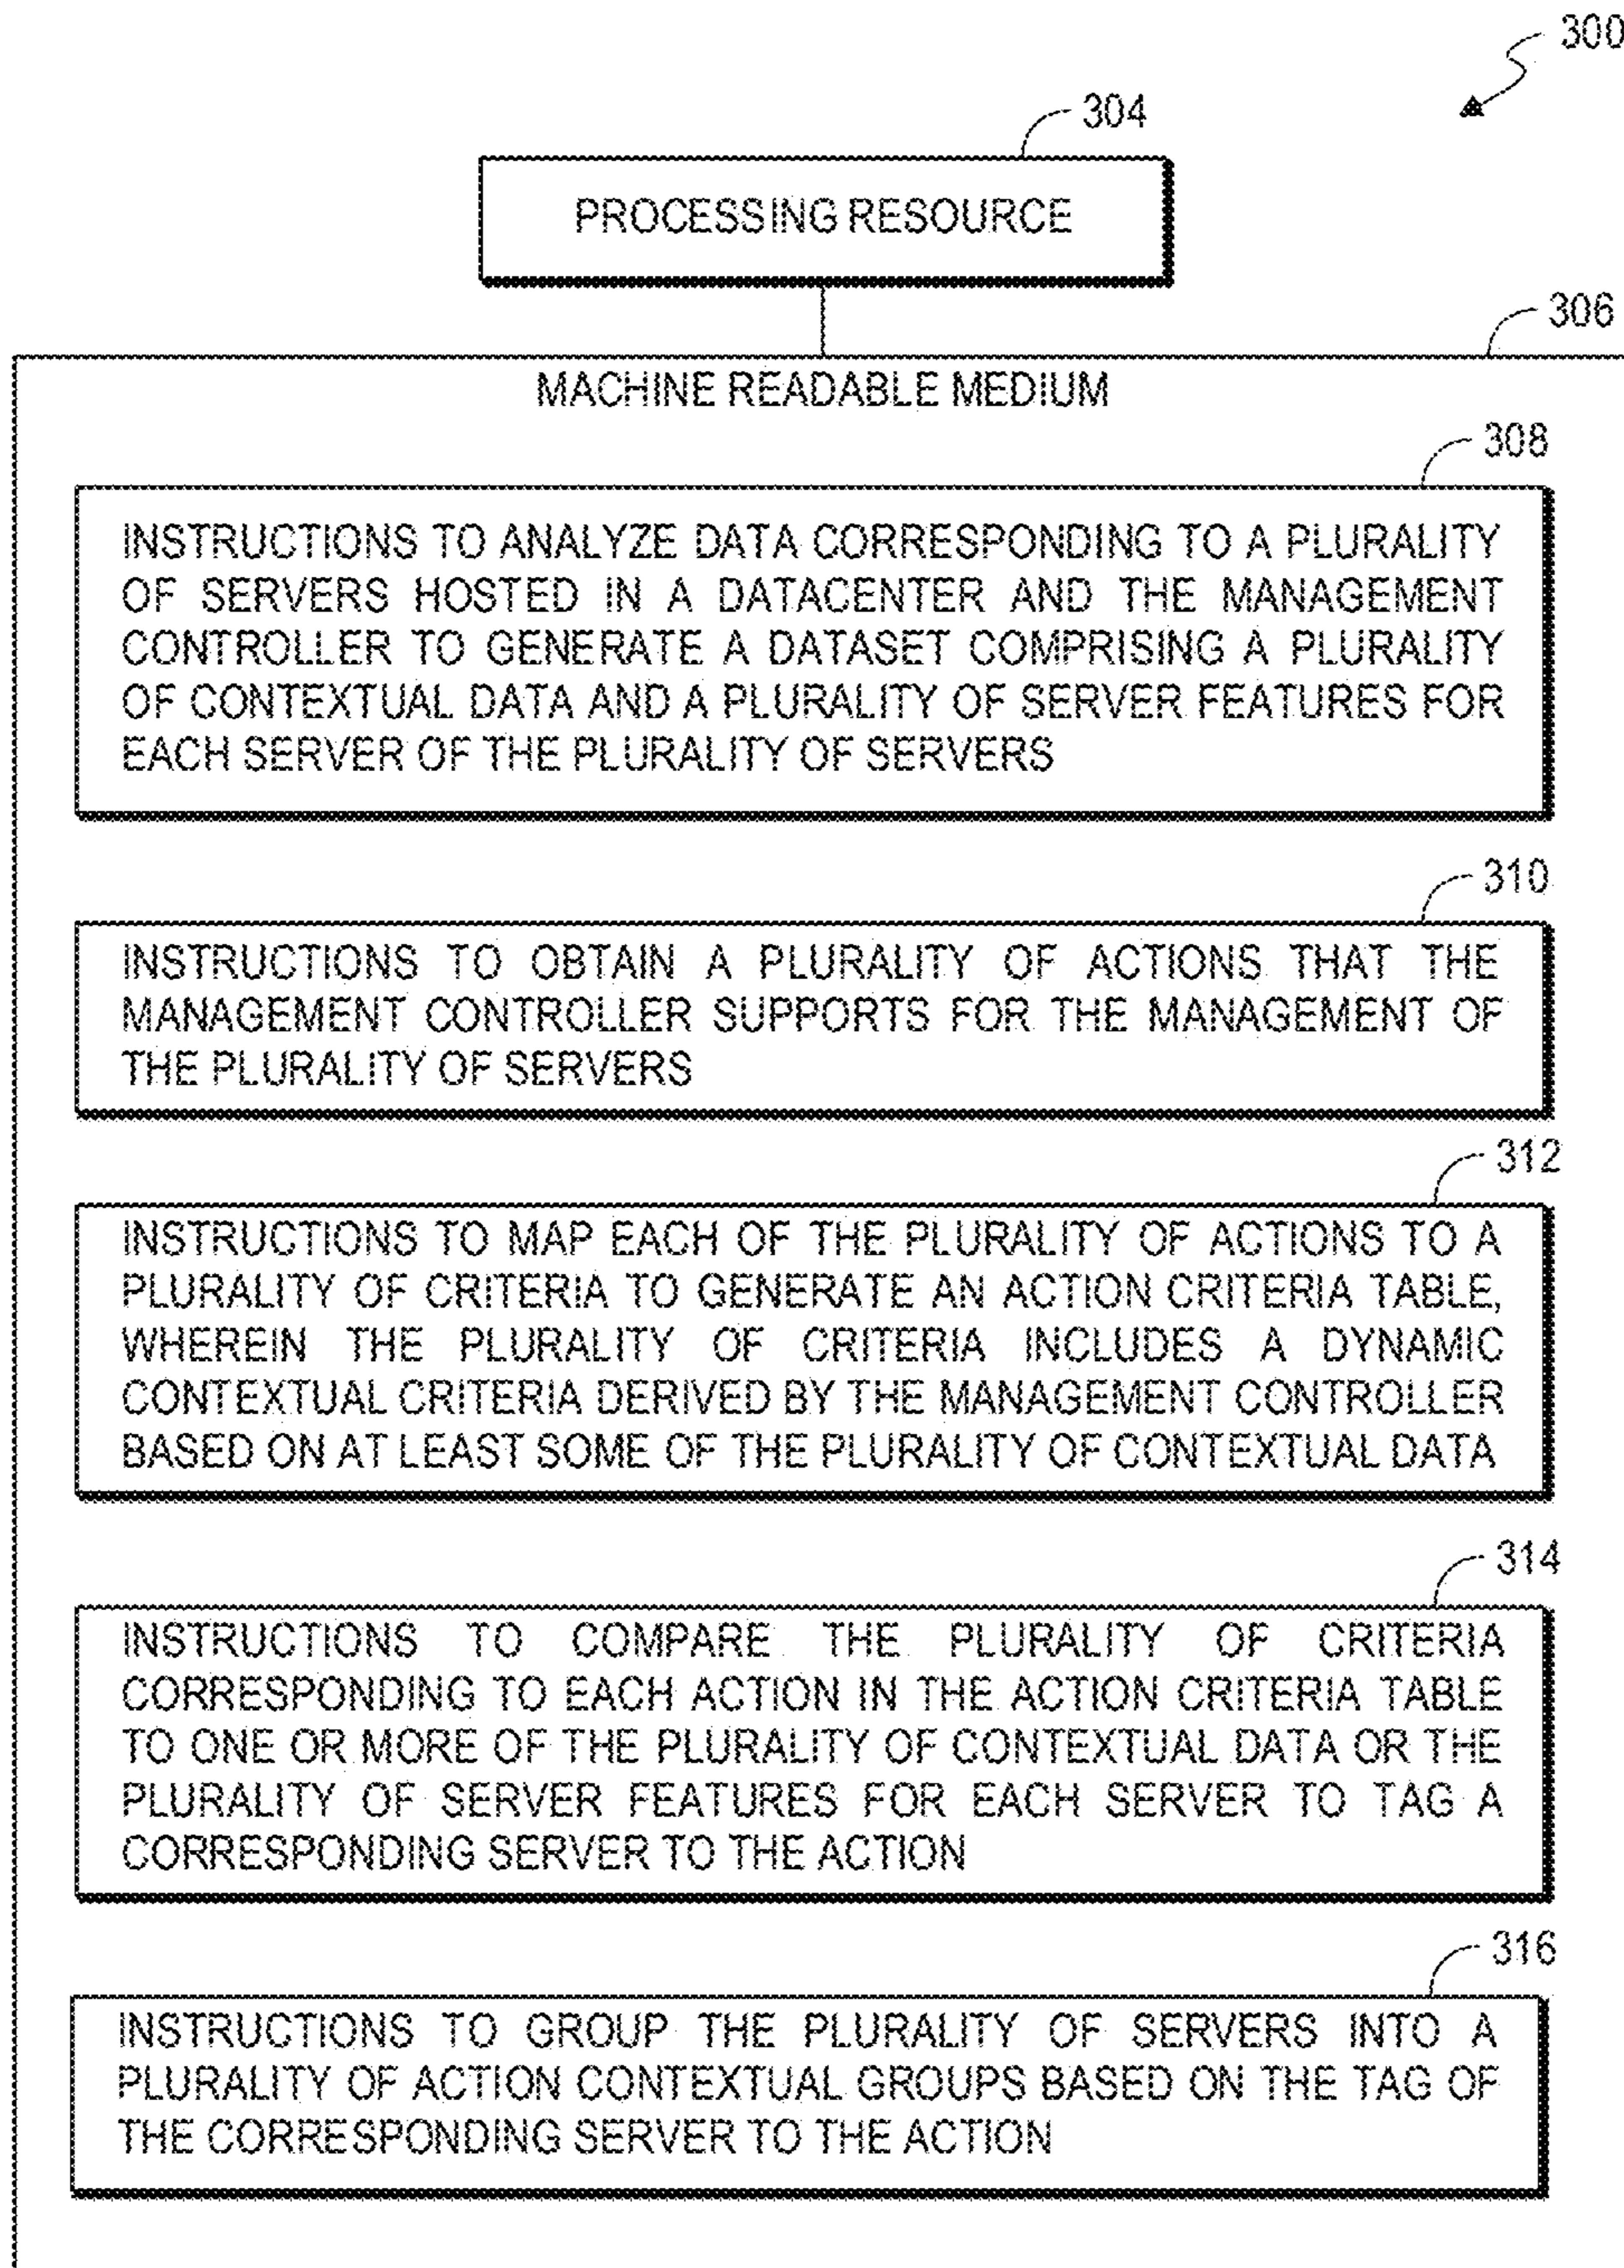 300
304
PROCESSING RESOURCE
306
MACHINE READABLE MEDIUM
308
INSTRUCTIONS TO ANALYZE DATA CORRESPONDING TO A PLURALITY
OF SERVERS HOSTED IN A DATACENTER AND THE MANAGEMENT
CONTROLLER TO GENERATE A DATASET COMPRISING A PLURALITY
OF CONTEXTUAL DATA AND A PLURALITY OF SERVER FEATURES FOR
EACH SERVER OF THE PLURALITY OF SERVERS
310
INSTRUCTIONS TO OBTAIN A PLURALITY OF ACTIONS THAT THE
MANAGEMENT CONTROLLER SUPPORTS FOR THE MANAGEMENT OF
THE PLURALITY OF SERVERS
312
INSTRUCTIONS TO MAP EACH OF THE PLURALITY OF ACTIONS TO A
PLURALITY OF CRITERIA TO GENERATE AN ACTION CRITERIA TABLE,
WHEREIN THE PLURALITY OF CRITERIA INCLUDES A DYNAMIC
CONTEXTUAL CRITERIA DERIVED BY THE MANAGEMENT CONTROLLER
BASED ON AT LEAST SOME OF THE PLURALITY OF CONTEXTUAL DATA
314
INSTRUCTIONS TO COMPARE THE PLURALITY OF CRITERIA
CORRESPONDING TO EACH ACTION IN THE ACTION CRITERIA TABLE
TO ONE OR MORE OF THE PLURALITY OF CONTEXTUAL DATA OR THE
PLURALITY OF SERVER FEATURES FOR EACH SERVER TO TAG A
CORRESPONDING SERVER TO THE ACTION
316
INSTRUCTIONS TO GROUP THE PLURALITY OF SERVERS INTO A
PLURALITY OF ACTION CONTEXTUAL GROUPS BASED ON THE TAG OF
THE CORRESPONDING SERVER TO THE ACTION